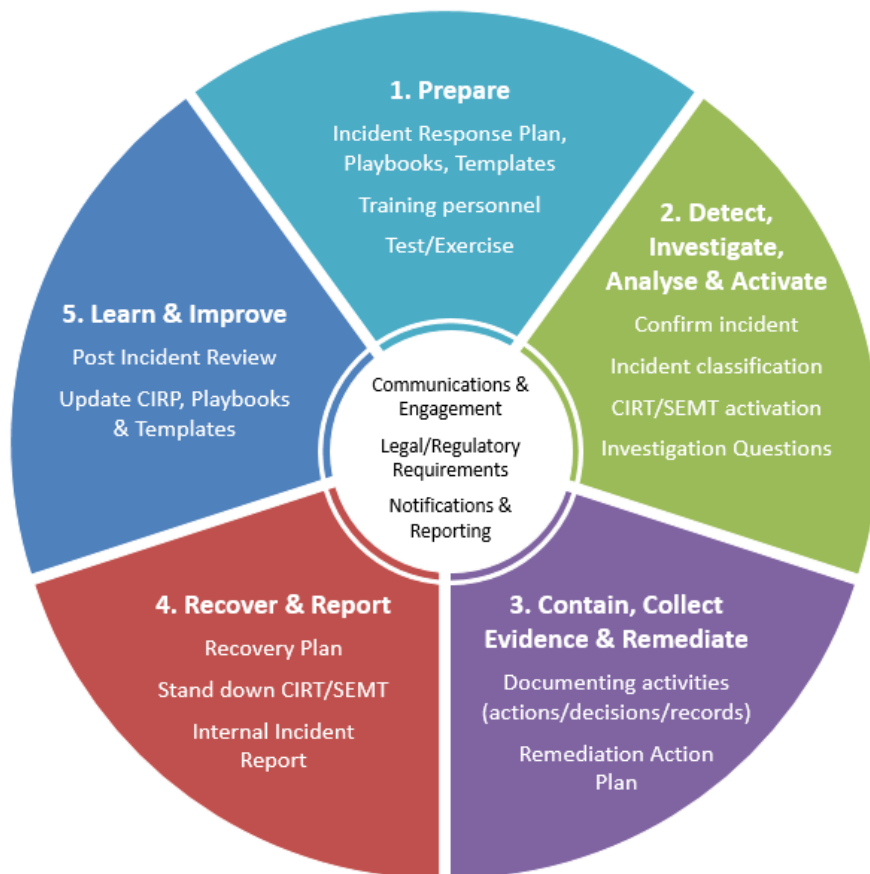 1. Prepare
Incident Response Plan,
Playbooks, Templates
Training personnel
Test/Exercise
2. Detect,
Investigate,
Analyse & Activate
Confirm incident
Incident classification
CIRT/SEMT activation
Investigation Questions
3. Contain, Collect
Evidence & Remediate
Documenting activities
(actions/decisions/records)
Remediation Action
Plan
4. Recover & Report
Recovery Plan
Stand down CIRT/SEMT
Internal Incident
Report
5. Learn & Improve
Post Incident Review
Update CIRP, Playbooks
& Templates
Communications &
Engagement
Legal/Regulatory
Requirements
Notifications &
Reporting